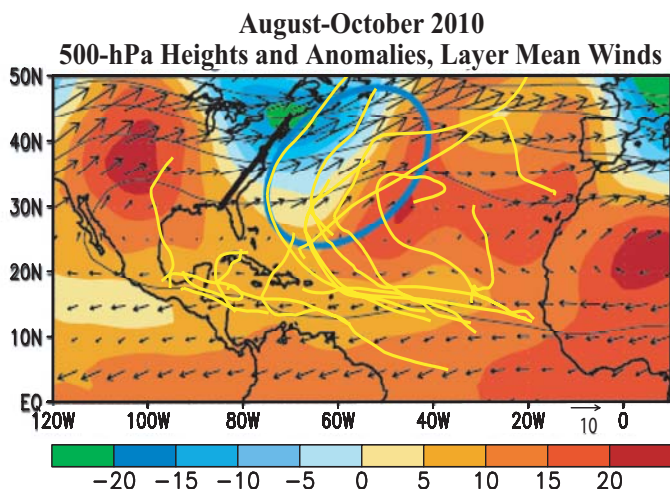 August-October 2010
500-hPa Heights and Anomalies, Layer Mean Winds
50N
40N
30N
20N
10N
EQ
120W 100W 80W 60W 40W 20W 0
10
-20 -15 -10 -5 0 5 10 15 20